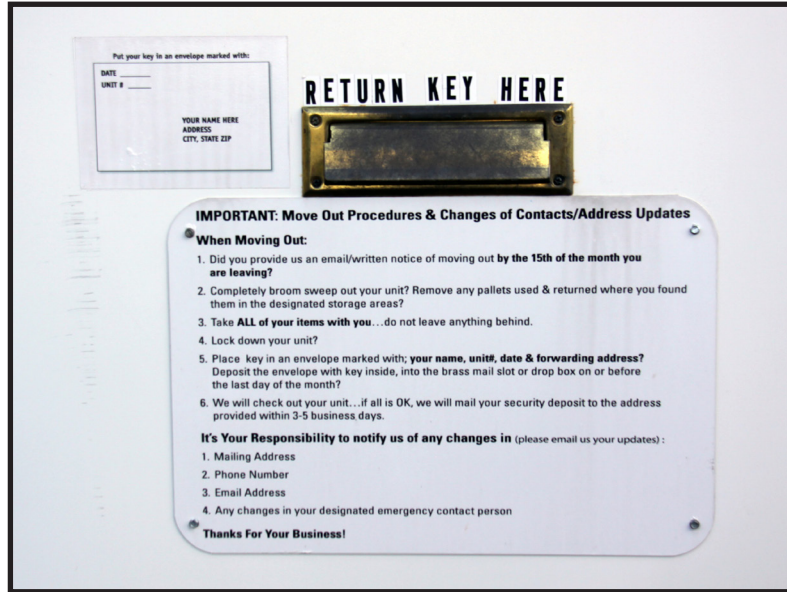 Put your key in an envelope marked with:
DATE ______
UNIT # _____
YOUR NAME HERE
ADDRESS
CITY, STATE ZIP
RETURN KEY HERE
IMPORTANT: Move Out Procedures & Changes of Contacts/Address Updates
When Moving Out:
1. Did you provide us an email/written notice of moving out by the 15th of the month you
are leaving?
2. Completely broom sweep out your unit? Remove any pallets used & returned where you found
them in the designated storage areas?
3. Take ALL of your items with you...do not leave anything behind.
4. Lock down your unit?
5. Place key in an envelope marked with; your name, unit#, date & forwarding address?
Deposit the envelope with key inside, into the brass mail slot or drop box on or before
the last day of the month?
6. We will check out your unit...if all is OK, we will mail your security deposit to the address
provided within 3-5 business days.
It's Your Responsibility to notify us of any changes in (please email us your updates) :
1. Mailing Address
2. Phone Number
3. Email Address
4. Any changes in your designated emergency contact person
Thanks For Your Business!